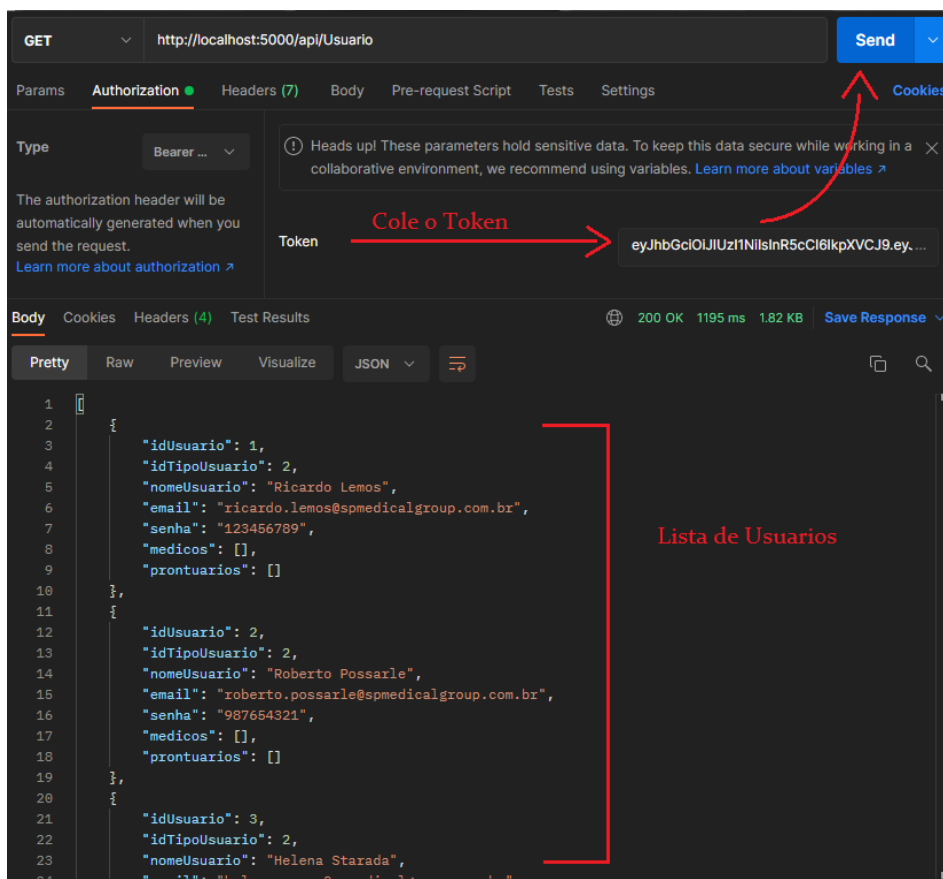 GET http://localhost:5000/api/Usuario Send
Params Authorization Headers (7) Body Pre-request Script Tests Settings Cookies
Type Bearer ...
The authorization header will be
automatically generated when you
send the request.
Learn more about authorization ↗
Heads up! These parameters hold sensitive data. To keep this data secure while working in a
collaborative environment, we recommend using variables. Learn more about variables ↗
Cole o Token
Token eyJhbGciOiJIUzI1NiIsInR5cCI6IkpXVCJ9.ey. ...
Body Cookies Headers (4) Test Results 200 OK 1195 ms 1.82 KB Save Response
Pretty Raw Preview Visualize JSON
1 [
2 {
3 "idUsuario": 1,
4 "idTipoUsuario": 2,
5 "nomeUsuario": "Ricardo Lemos",
6 "email": "ricardo.lemos@spmedicalgroup.com.br",
7 "senha": "123456789",
8 "medicos": [],
9 "prontuarios": []
10 },
11 {
12 "idUsuario": 2,
13 "idTipoUsuario": 2,
14 "nomeUsuario": "Roberto Possarle",
15 "email": "roberto.possarle@spmedicalgroup.com.br",
16 "senha": "987654321",
17 "medicos": [],
18 "prontuarios": []
19 },
20 {
21 "idUsuario": 3,
22 "idTipoUsuario": 2,
23 "nomeUsuario": "Helena Starada",
Lista de Usuarios